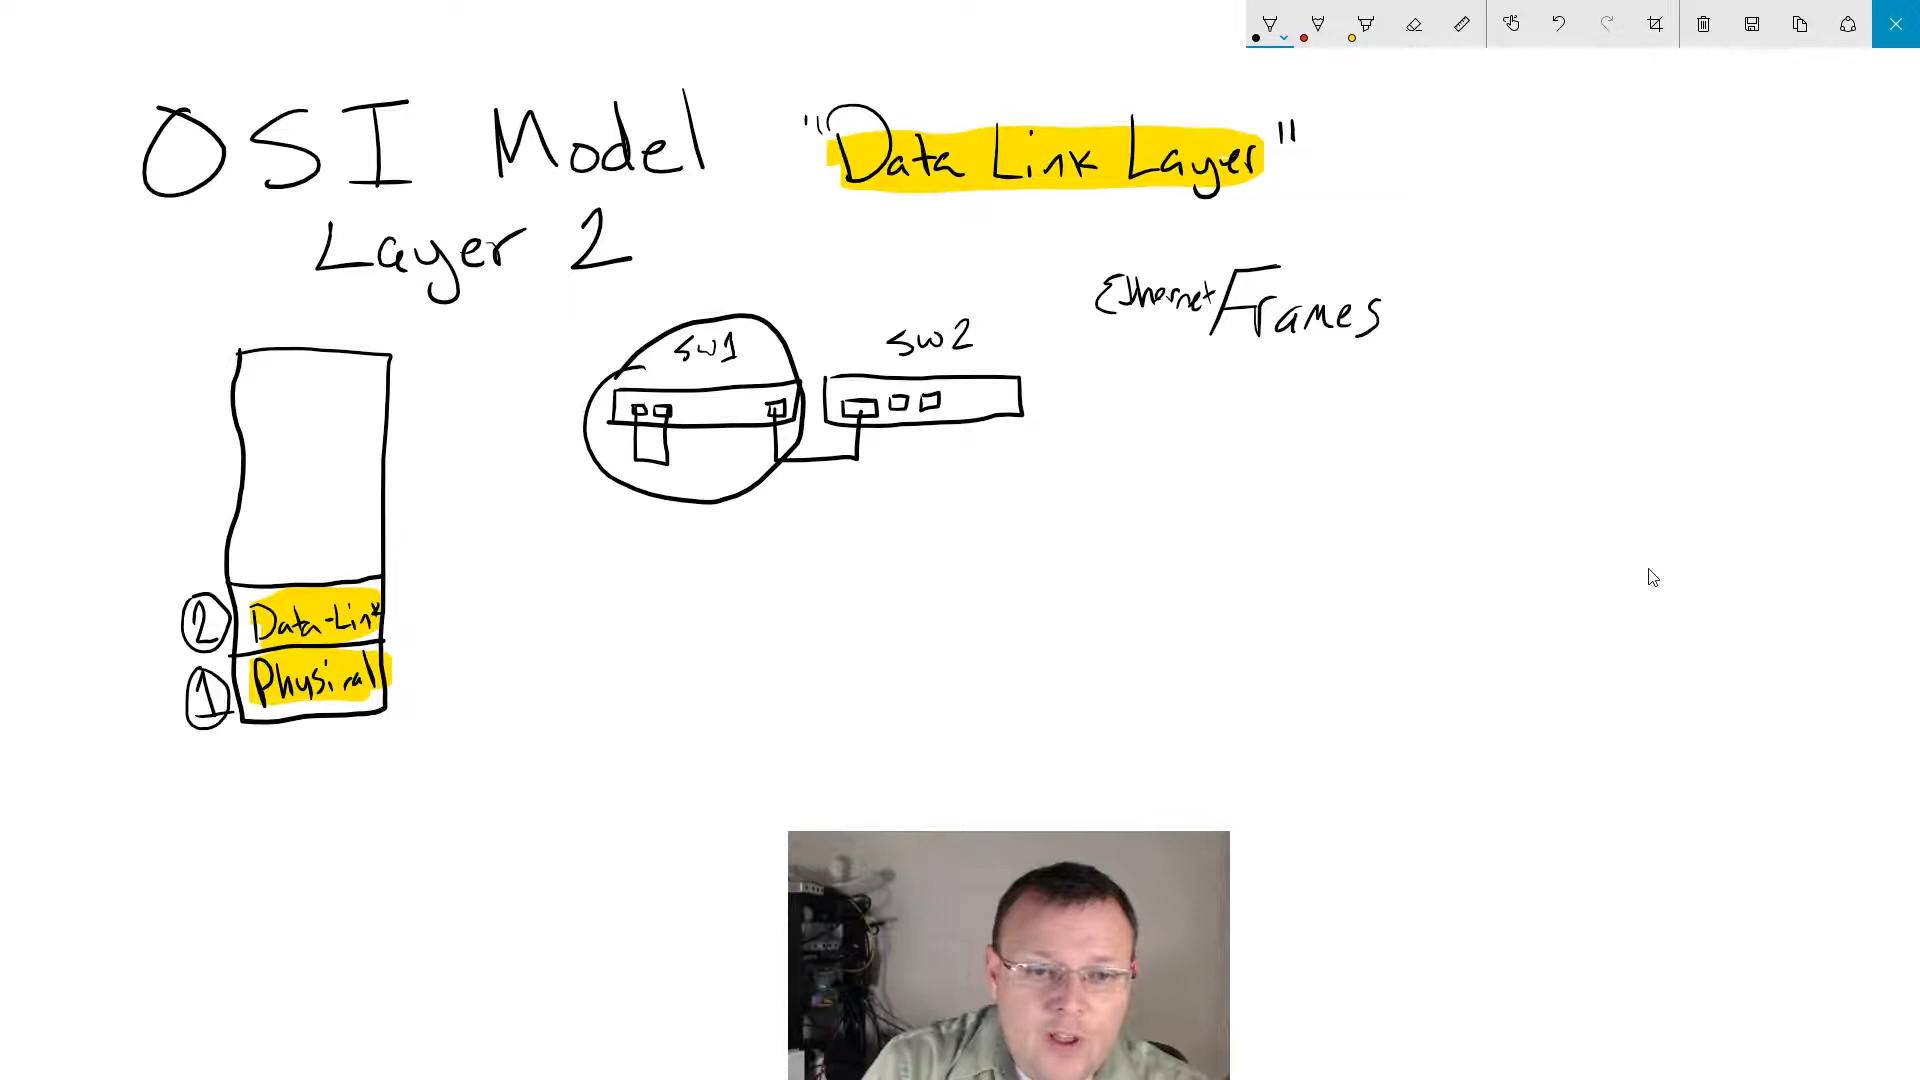 OSI Model "Data Link Layer"
Layer 2
Ethernet/Frames
SW1 SW2
2 Data-Link
1 Physical